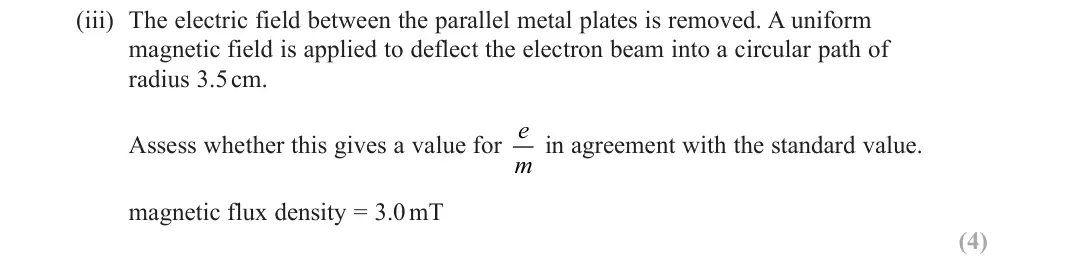 (iii) The electric field between the parallel metal plates is removed. A uniform
magnetic field is applied to deflect the electron beam into a circular path of
radius 3.5 cm.
Assess whether this gives a value for e/m in agreement with the standard value.
magnetic flux density = 3.0 mT
(4)